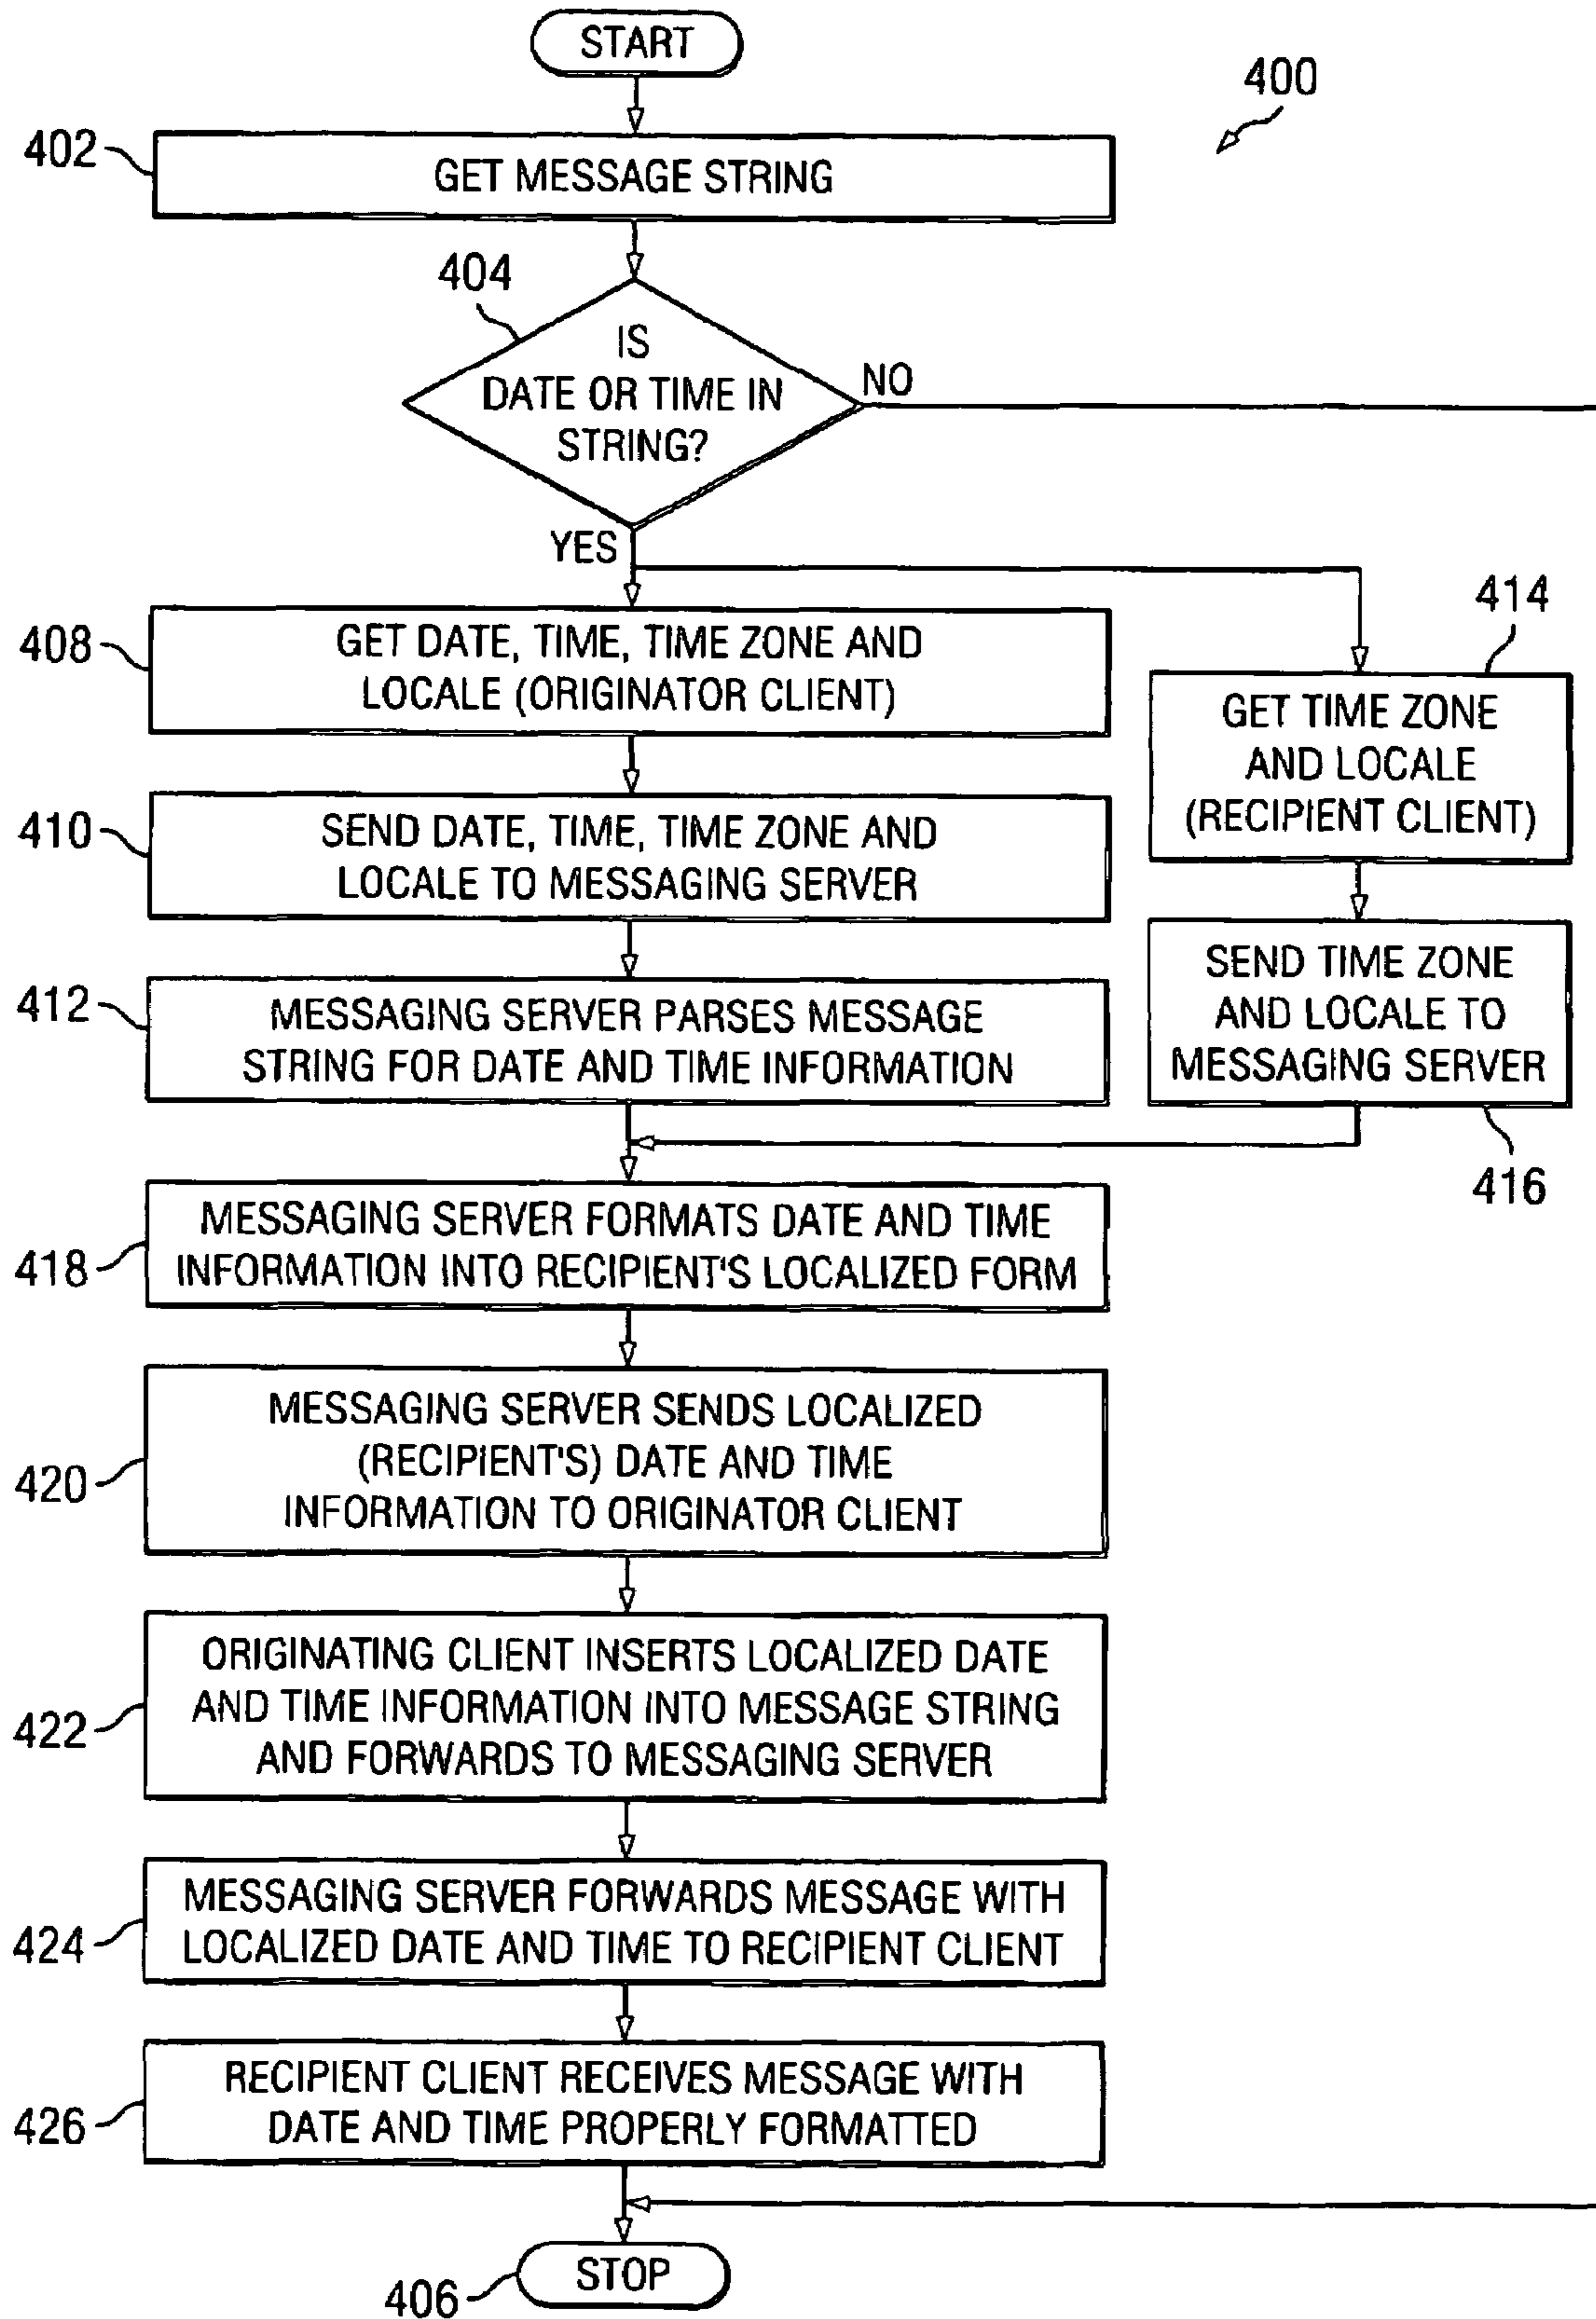 START
400
402
GET MESSAGE STRING
404
IS
DATE OR TIME IN
STRING?
NO
YES
408
GET DATE, TIME, TIME ZONE AND
LOCALE (ORIGINATOR CLIENT)
414
GET TIME ZONE
AND LOCALE
(RECIPIENT CLIENT)
410
SEND DATE, TIME, TIME ZONE AND
LOCALE TO MESSAGING SERVER
SEND TIME ZONE
AND LOCALE TO
MESSAGING SERVER
416
412
MESSAGING SERVER PARSES MESSAGE
STRING FOR DATE AND TIME INFORMATION
418
MESSAGING SERVER FORMATS DATE AND TIME
INFORMATION INTO RECIPIENT'S LOCALIZED FORM
420
MESSAGING SERVER SENDS LOCALIZED
(RECIPIENT'S) DATE AND TIME
INFORMATION TO ORIGINATOR CLIENT
422
ORIGINATING CLIENT INSERTS LOCALIZED DATE
AND TIME INFORMATION INTO MESSAGE STRING
AND FORWARDS TO MESSAGING SERVER
424
MESSAGING SERVER FORWARDS MESSAGE WITH
LOCALIZED DATE AND TIME TO RECIPIENT CLIENT
426
RECIPIENT CLIENT RECEIVES MESSAGE WITH
DATE AND TIME PROPERLY FORMATTED
406
STOP